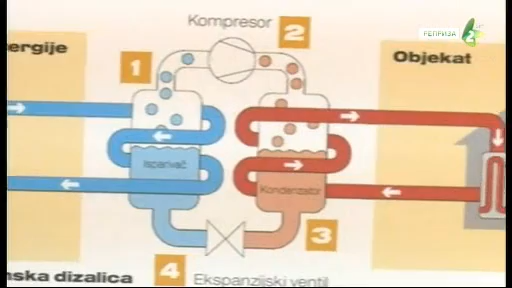 Kompresor
РЕПРИЗА
2
2
ergije
Objekat
1
Isparivač
Kondenzator
3
4
nska dizalica
Ekspanzijski ventil